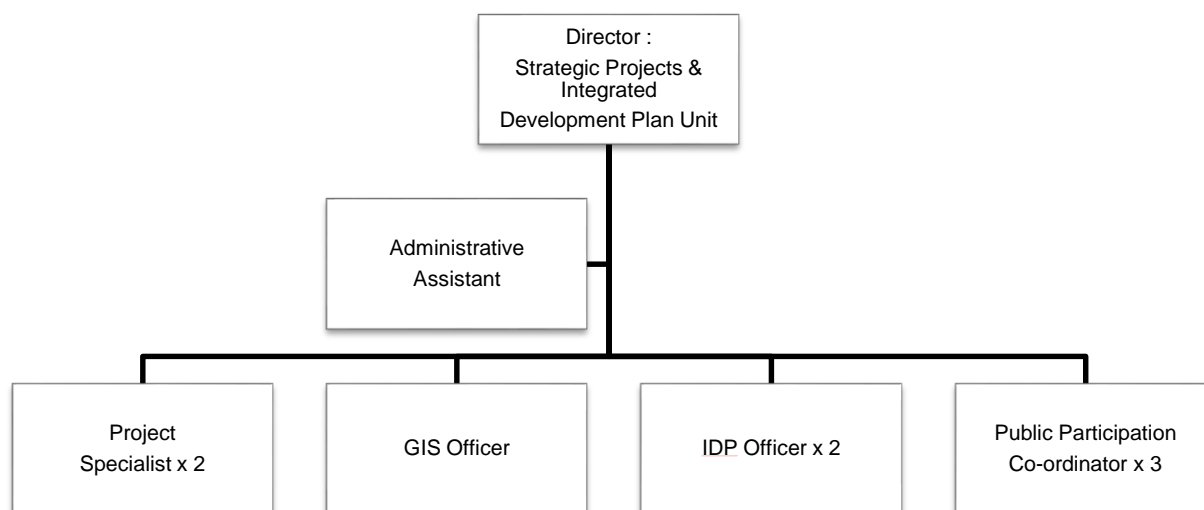 Director :
Strategic Projects &
Integrated
Development Plan Unit
Administrative
Assistant
Project
Specialist x 2
GIS Officer
IDP Officer x 2
Public Participation
Co-ordinator x 3